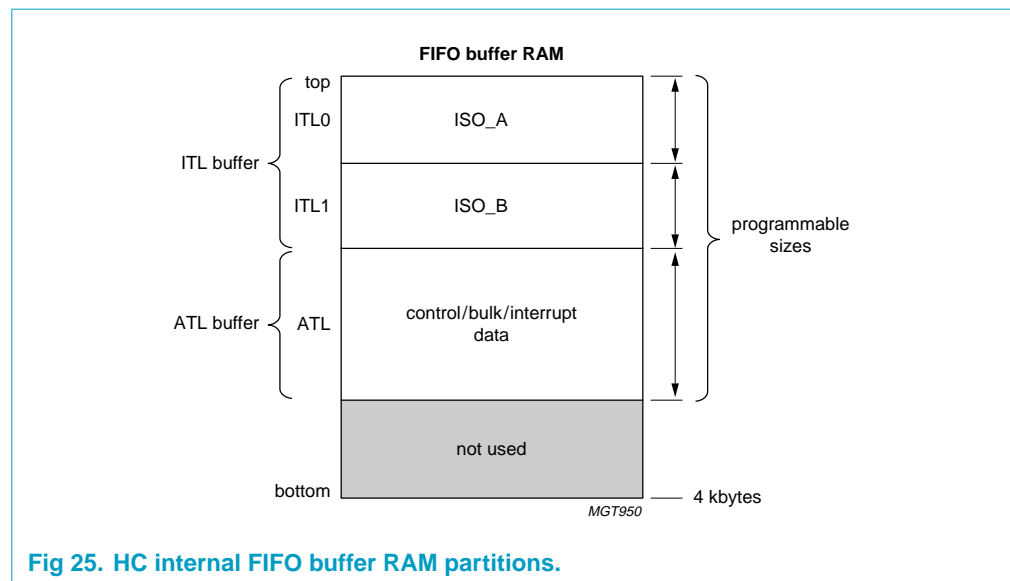 FIFO buffer RAM
top
ITL0
ISO_A
ITL buffer
ITL1
ISO_B
programmable
sizes
ATL buffer
ATL
control/bulk/interrupt
data
not used
bottom
4 kbytes
MGT950
Fig 25. HC internal FIFO buffer RAM partitions.